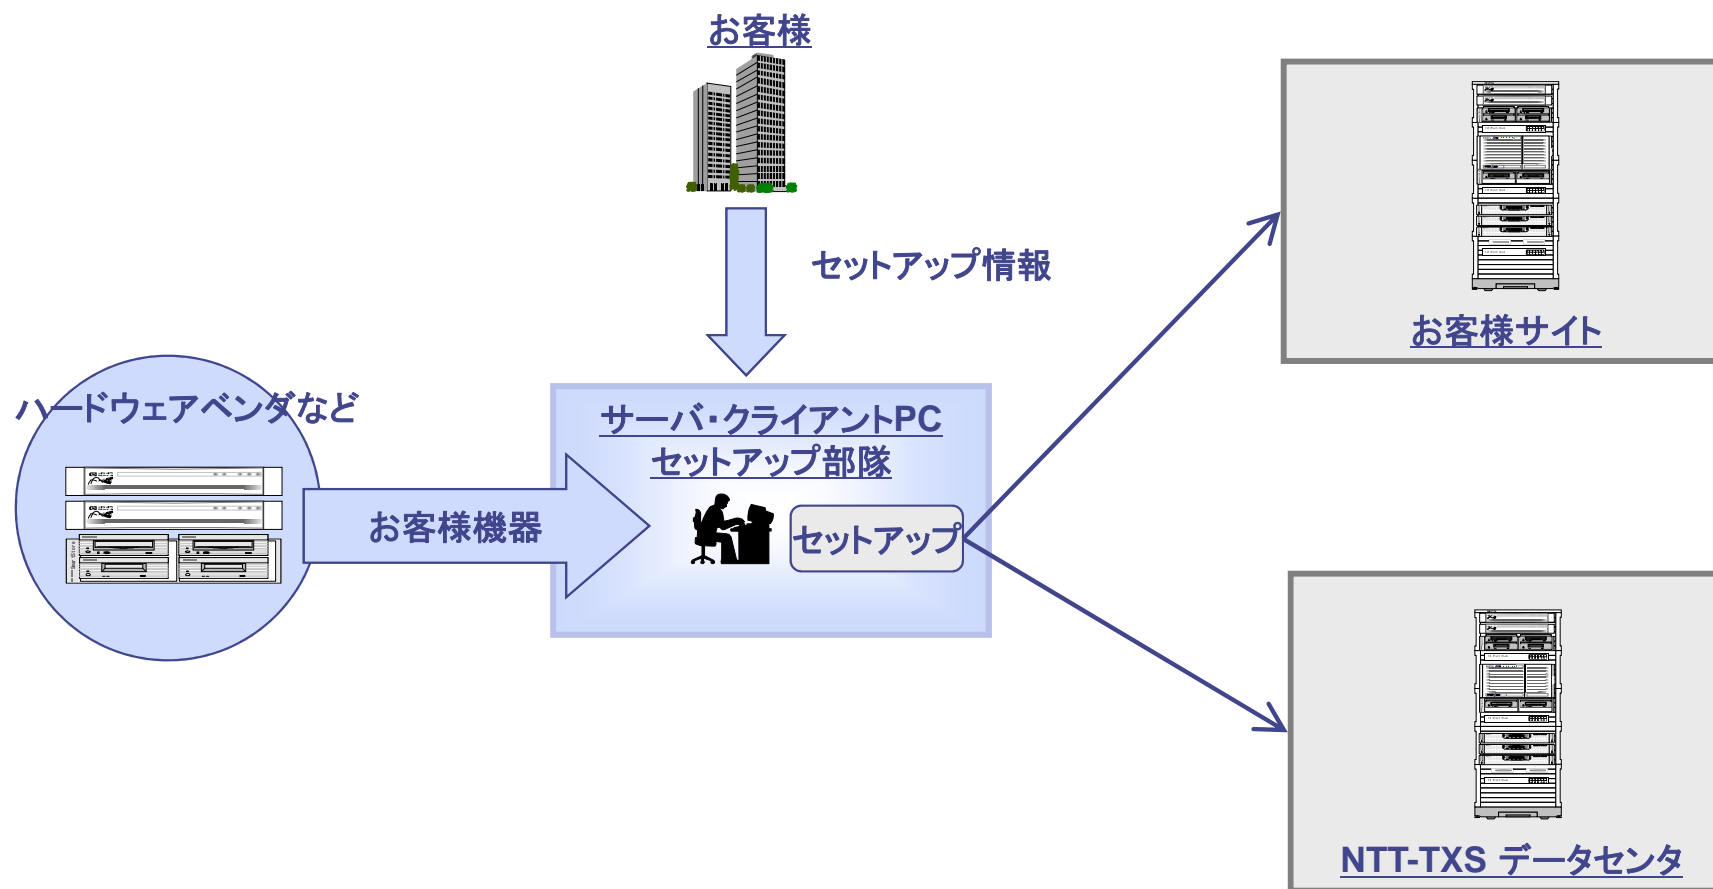 お客様
セットアップ情報
お客様サイト
ハードウェアベンダなど
サーバ・クライアントPC
セットアップ部隊
お客様機器
セットアップ
NTT-TXS データセンタ